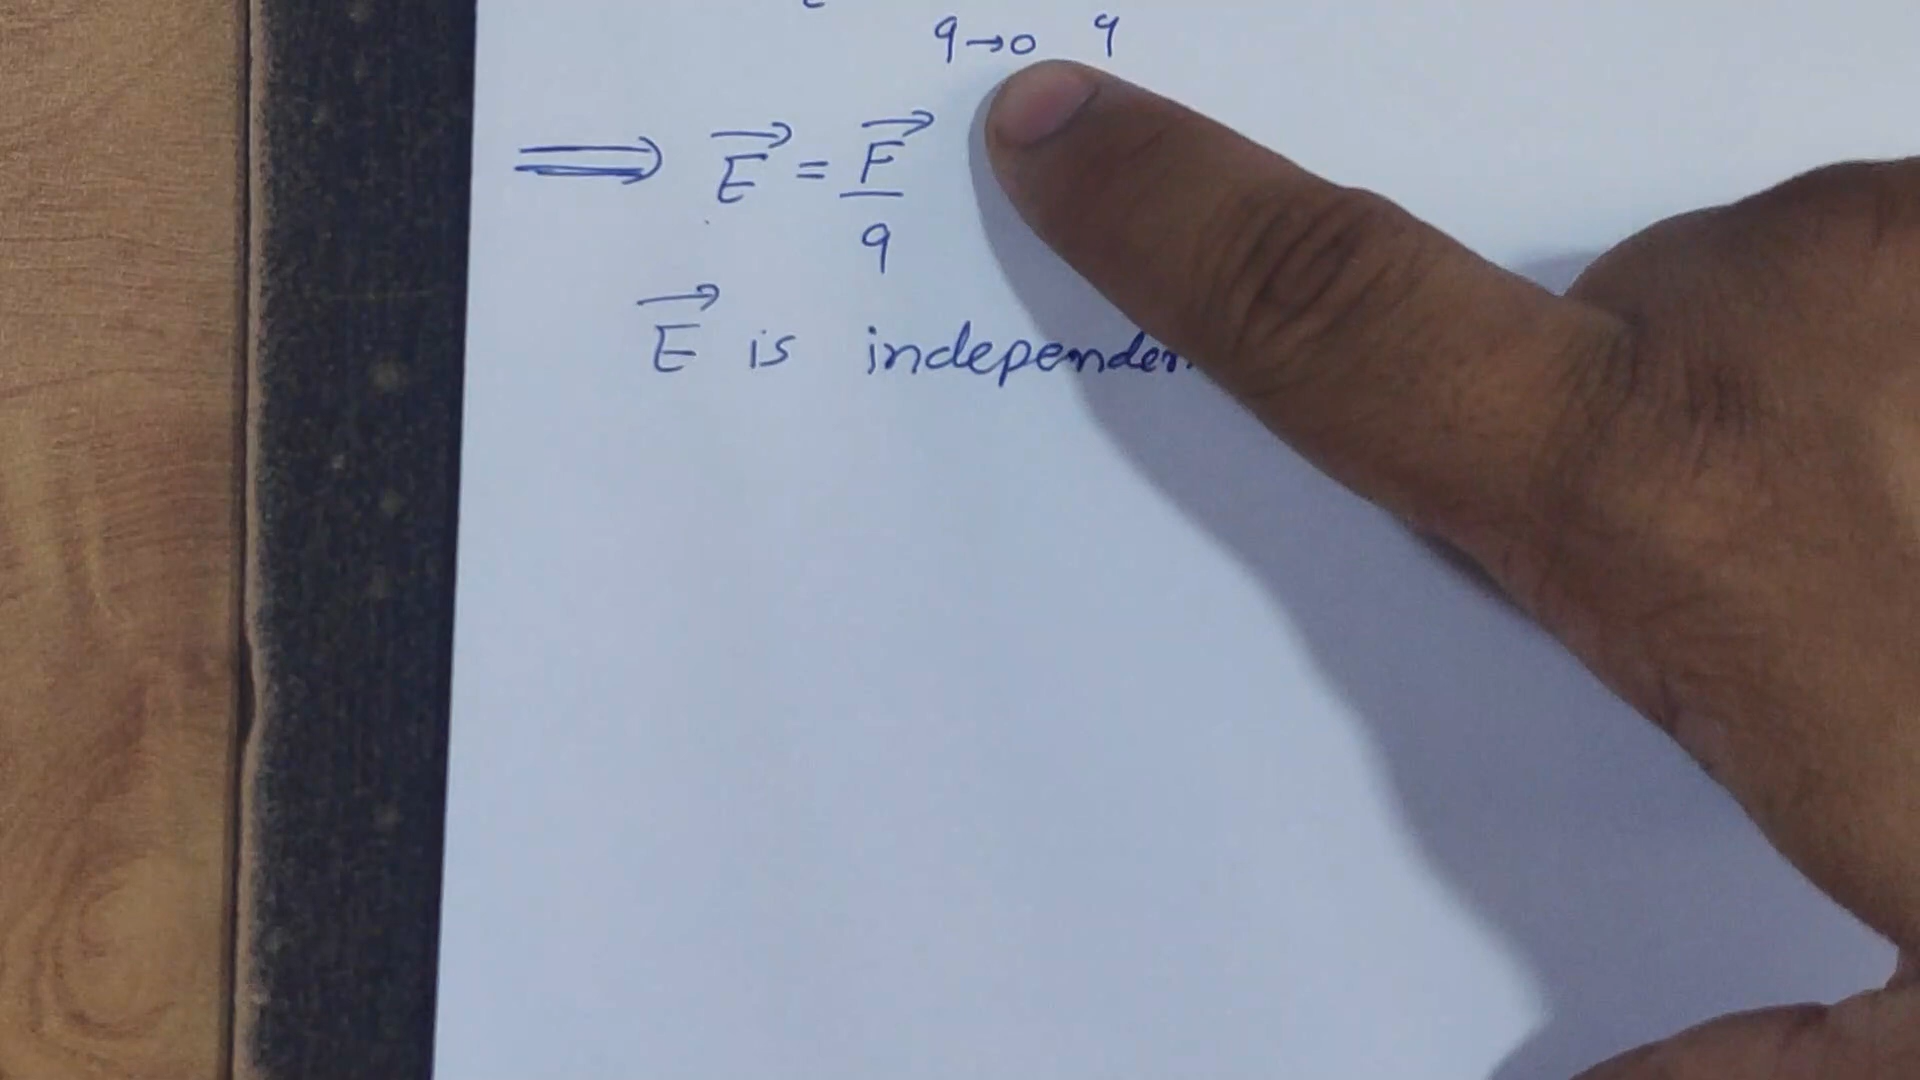 q→0 q
⟹ E⃗ = F⃗/q
E⃗ is independen